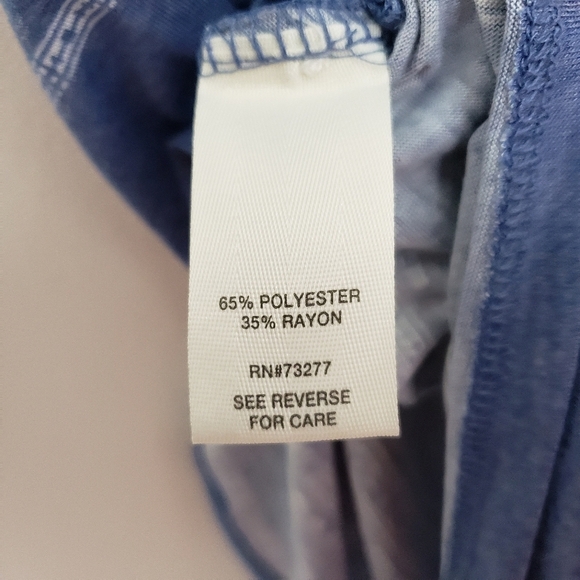 65% POLYESTER
35% RAYON
RN#73277
SEE REVERSE
FOR CARE